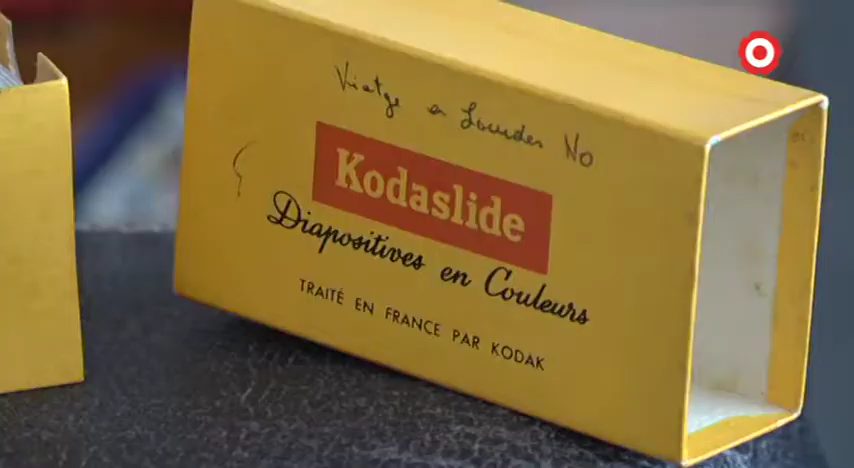 Viatge a Lourdes No
Kodaslide
Diapositives en Couleurs
TRAITÉ EN FRANCE PAR KODAK